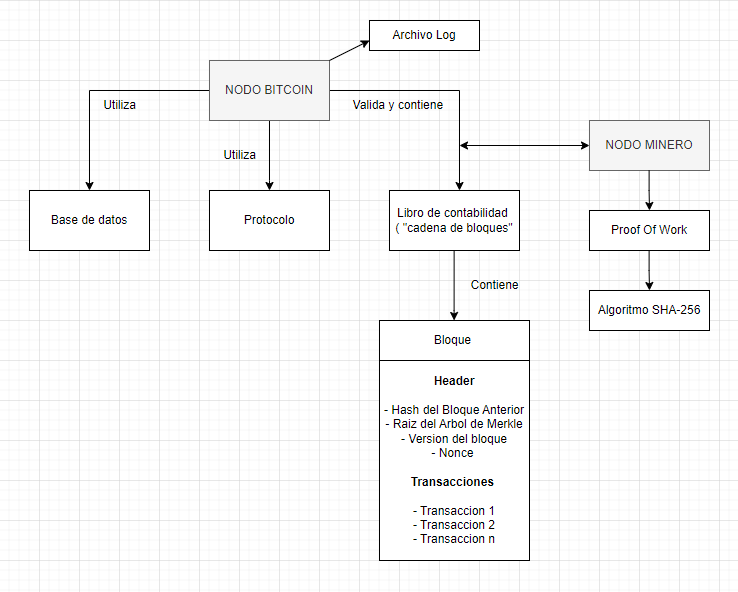 Archivo Log
NODO BITCOIN
Utiliza
Valida y contiene
NODO MINERO
Utiliza
Base de datos
Protocolo
Libro de contabilidad
( "cadena de bloques"
Proof Of Work
Contiene
Algoritmo SHA-256
Bloque
Header
- Hash del Bloque Anterior
- Raiz del Arbol de Merkle
- Version del bloque
- Nonce
Transacciones
- Transaccion 1
- Transaccion 2
- Transaccion n